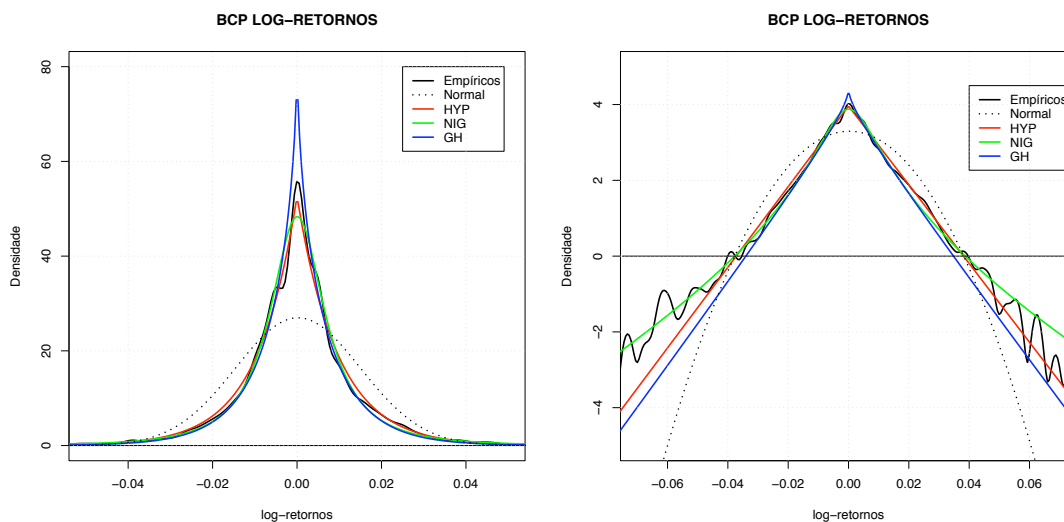 BCP LOG−RETORNOS
Densidade
80
60
40
20
0
Empíricos
Normal
HYP
NIG
GH
−0.04
−0.02
0.00
0.02
0.04
log−retornos
BCP LOG−RETORNOS
Densidade
4
2
0
−2
−4
Empíricos
Normal
HYP
NIG
GH
−0.06
−0.04
−0.02
0.00
0.02
0.04
0.06
log−retornos